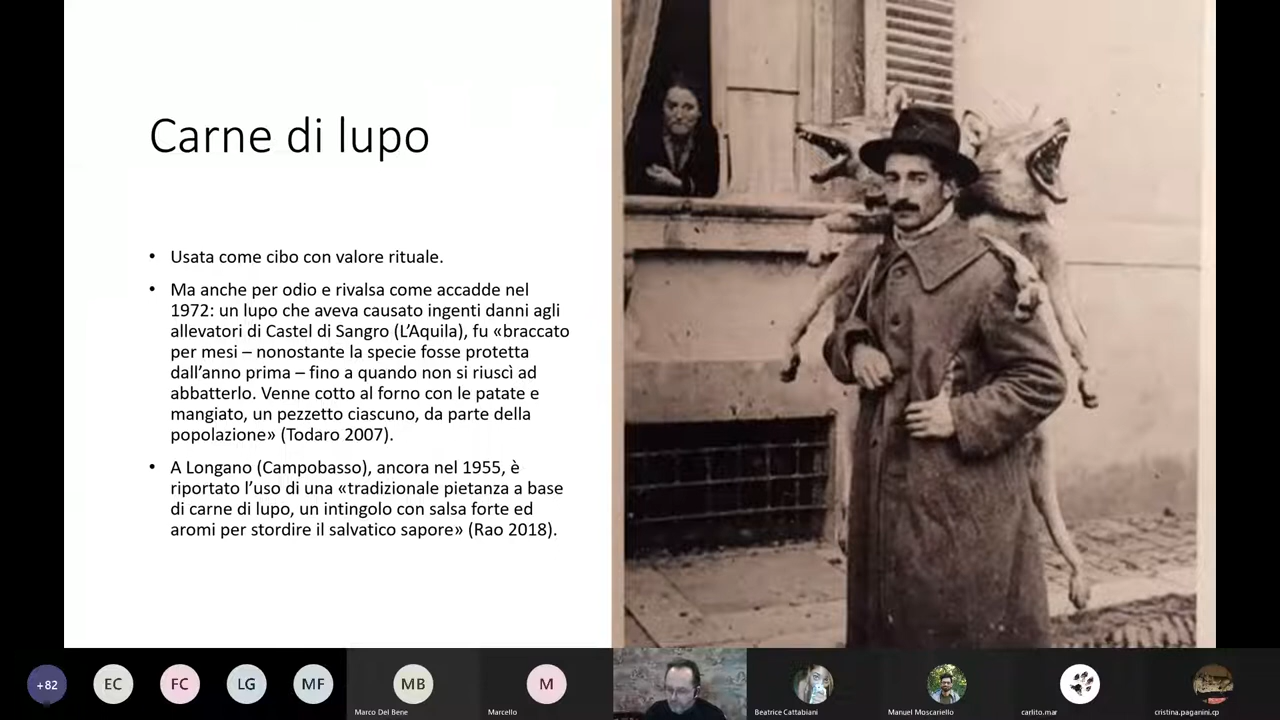 Carne di lupo
• Usata come cibo con valore rituale.
• Ma anche per odio e rivalsa come accadde nel
1972: un lupo che aveva causato ingenti danni agli
allevatori di Castel di Sangro (L’Aquila), fu «braccato
per mesi – nonostante la specie fosse protetta
dall’anno prima – fino a quando non si riuscì ad
abbatterlo. Venne cotto al forno con le patate e
mangiato, un pezzetto ciascuno, da parte della
popolazione» (Todaro 2007).
• A Longano (Campobasso), ancora nel 1955, è
riportato l’uso di una «tradizionale pietanza a base
di carne di lupo, un intingolo con salsa forte ed
aromi per stordire il salvatico sapore» (Rao 2018).
+82
EC
FC
LG
MF
MB
M
Marco Del Bene
Marcello
Beatrice Cattabiani
Manuel Moscariello
carlito.mar
cristina.paganini.cp